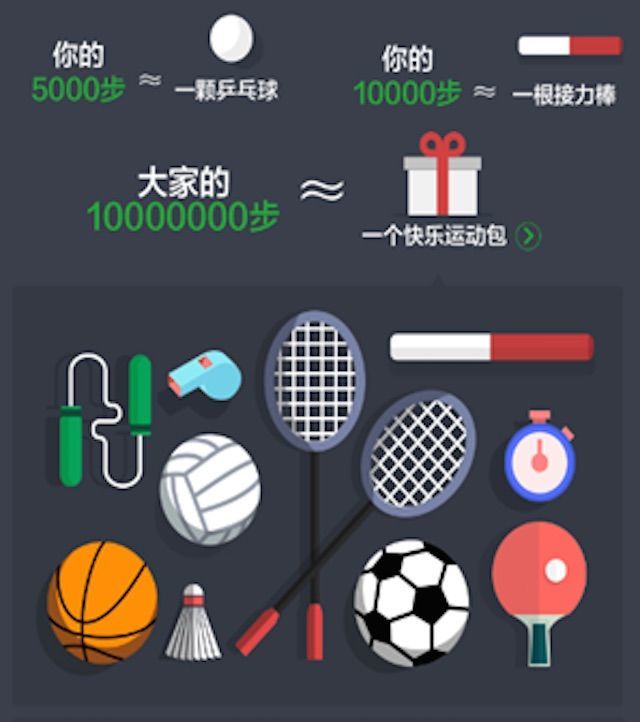 你的
5000步 ≈ 一颗乒乓球
你的
10000步 ≈ 一根接力棒
大家的
10000000步 ≈
一个快乐运动包